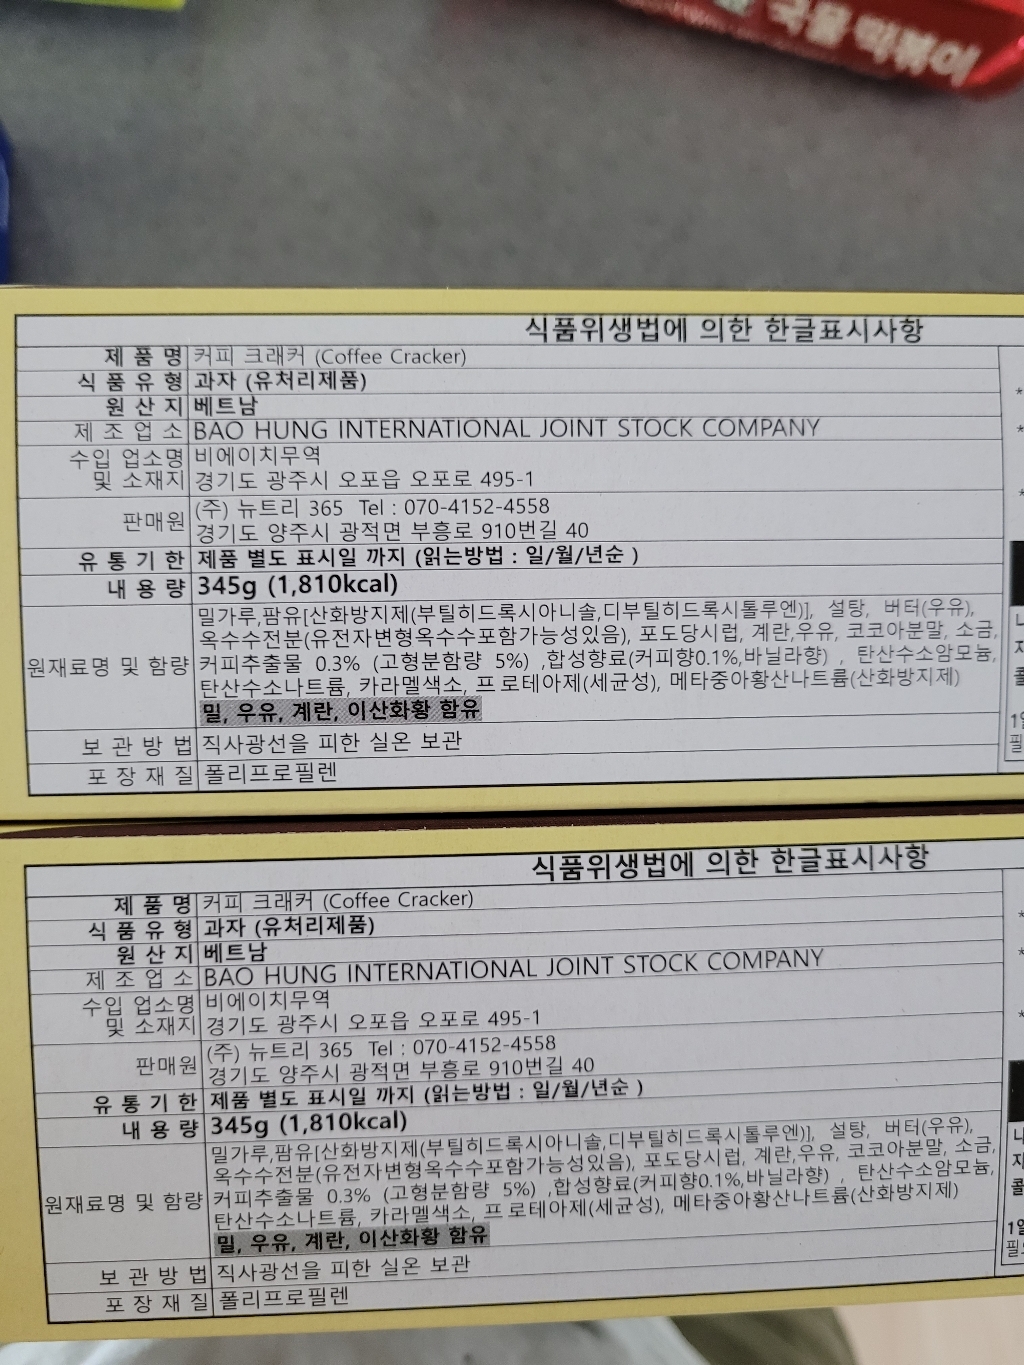 국물 떡볶이
식품위생법에 의한 한글표시사항
제 품 명 커피 크래커 (Coffee Cracker)
식 품 유 형 과자 (유처리제품)
원 산 지 베트남
제 조 업 소 BAO HUNG INTERNATIONAL JOINT STOCK COMPANY
수입 업소명 비에이치무역
및 소재지 경기도 광주시 오포읍 오포로 495-1
판매원 (주) 뉴트리 365 Tel : 070-4152-4558
경기도 양주시 광적면 부흥로 910번길 40
유 통 기 한 제품 별도 표시일 까지 (읽는방법 : 일/월/년순 )
내 용 량 345g (1,810kcal)
밀가루,팜유[산화방지제(부틸히드록시아니솔,디부틸히드록시톨루엔)], 설탕, 버터(우유),
옥수수전분(유전자변형옥수수포함가능성있음), 포도당시럽, 계란,우유, 코코아분말, 소금,
원재료명 및 함량 커피추출물 0.3% (고형분함량 5%) ,합성향료(커피향0.1%,바닐라향) , 탄산수소암모늄,
탄산수소나트륨, 카라멜색소, 프로테아제(세균성), 메타중아황산나트륨(산화방지제)
밀, 우유, 계란, 이산화황 함유
보 관 방 법 직사광선을 피한 실온 보관
포 장 재 질 폴리프로필렌
식품위생법에 의한 한글표시사항
제 품 명 커피 크래커 (Coffee Cracker)
식 품 유 형 과자 (유처리제품)
원 산 지 베트남
제 조 업 소 BAO HUNG INTERNATIONAL JOINT STOCK COMPANY
수입 업소명 비에이치무역
및 소재지 경기도 광주시 오포읍 오포로 495-1
판매원 (주) 뉴트리 365 Tel : 070-4152-4558
경기도 양주시 광적면 부흥로 910번길 40
유 통 기 한 제품 별도 표시일 까지 (읽는방법 : 일/월/년순 )
내 용 량 345g (1,810kcal)
밀가루,팜유[산화방지제(부틸히드록시아니솔,디부틸히드록시톨루엔)], 설탕, 버터(우유),
옥수수전분(유전자변형옥수수포함가능성있음), 포도당시럽, 계란,우유, 코코아분말, 소금,
원재료명 및 함량 커피추출물 0.3% (고형분함량 5%) ,합성향료(커피향0.1%,바닐라향) , 탄산수소암모늄,
탄산수소나트륨, 카라멜색소, 프로테아제(세균성), 메타중아황산나트륨(산화방지제)
밀, 우유, 계란, 이산화황 함유
보 관 방 법 직사광선을 피한 실온 보관
포 장 재 질 폴리프로필렌